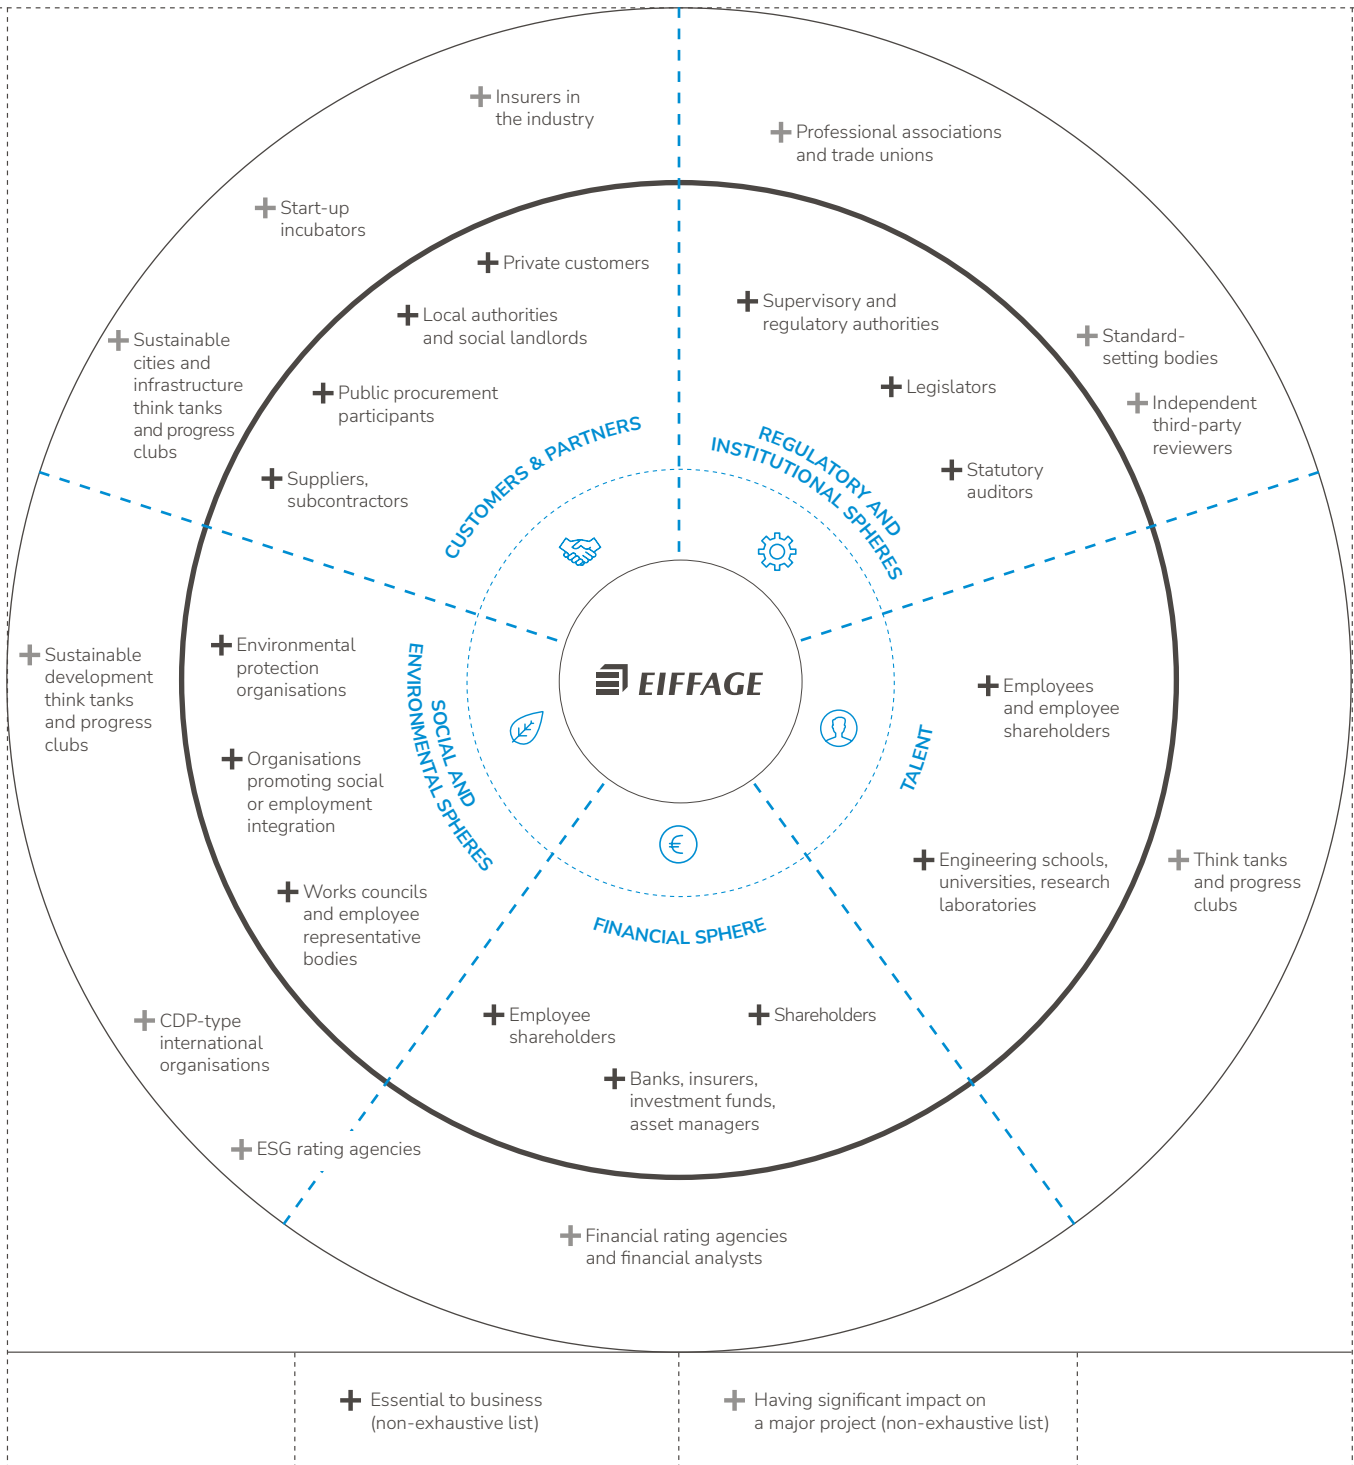 Insurers in
the industry
Professional associations
and trade unions
Start-up
incubators
Private customers
Local authorities
and social landlords
Supervisory and
regulatory authorities
Sustainable
cities and
infrastructure
think tanks
and progress
clubs
Standard-
setting bodies
Public procurement
participants
Legislators
Independent
third-party
reviewers
Suppliers,
subcontractors
Statutory
auditors
CUSTOMERS & PARTNERS
REGULATORY AND
INSTITUTIONAL SPHERES
Sustainable
development
think tanks
and progress
clubs
Environmental
protection
organisations
SOCIAL AND
ENVIRONMENTAL SPHERES
EIFFAGE
TALENT
Employees
and employee
shareholders
Organisations
promoting social
or employment
integration
Engineering schools,
universities, research
laboratories
Think tanks
and progress
clubs
Works councils
and employee
representative
bodies
FINANCIAL SPHERE
CDP-type
international
organisations
Employee
shareholders
Shareholders
Banks, insurers,
investment funds,
asset managers
ESG rating agencies
Financial rating agencies
and financial analysts
Essential to business
(non-exhaustive list)
Having significant impact on
a major project (non-exhaustive list)